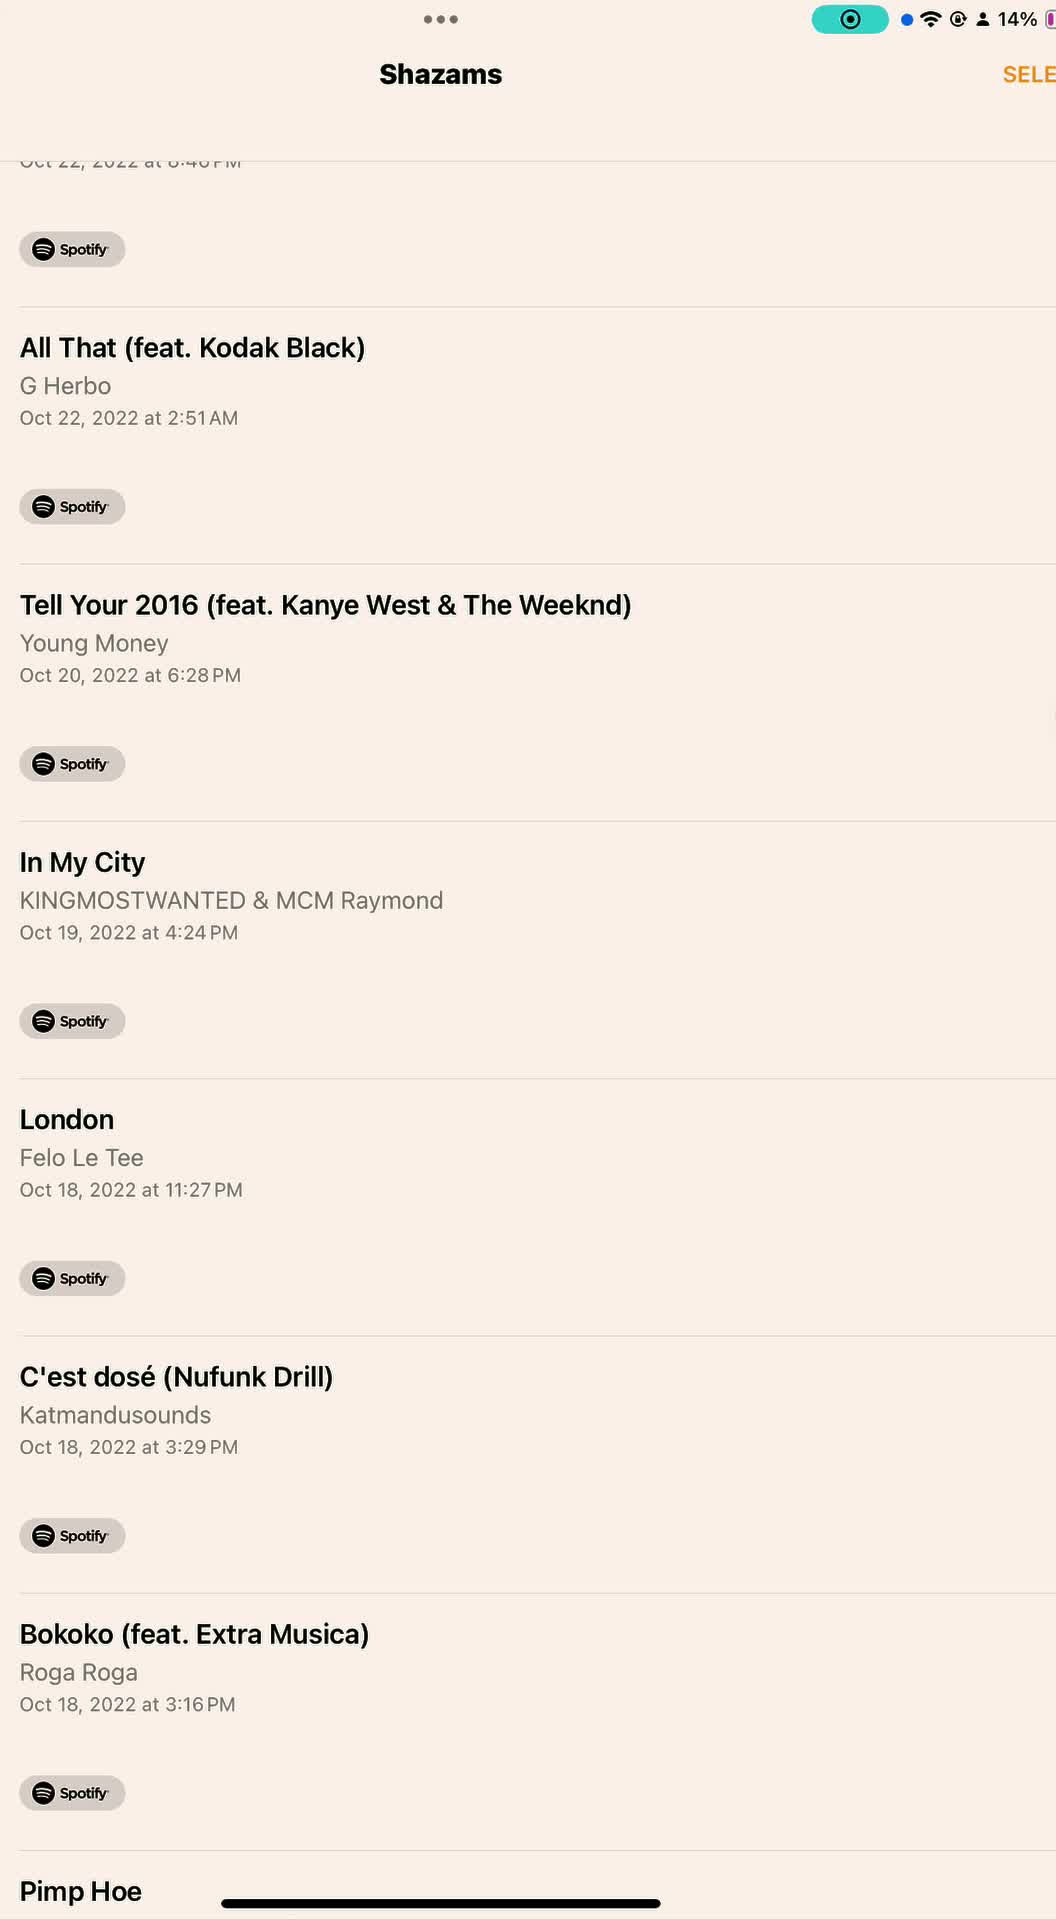 14%
Shazams
SELE
Oct 22, 2022 at 8:46 PM
Spotify
All That (feat. Kodak Black)
G Herbo
Oct 22, 2022 at 2:51 AM
Spotify
Tell Your 2016 (feat. Kanye West & The Weeknd)
Young Money
Oct 20, 2022 at 6:28 PM
Spotify
In My City
KINGMOSTWANTED & MCM Raymond
Oct 19, 2022 at 4:24 PM
Spotify
London
Felo Le Tee
Oct 18, 2022 at 11:27 PM
Spotify
C'est dosé (Nufunk Drill)
Katmandusounds
Oct 18, 2022 at 3:29 PM
Spotify
Bokoko (feat. Extra Musica)
Roga Roga
Oct 18, 2022 at 3:16 PM
Spotify
Pimp Hoe